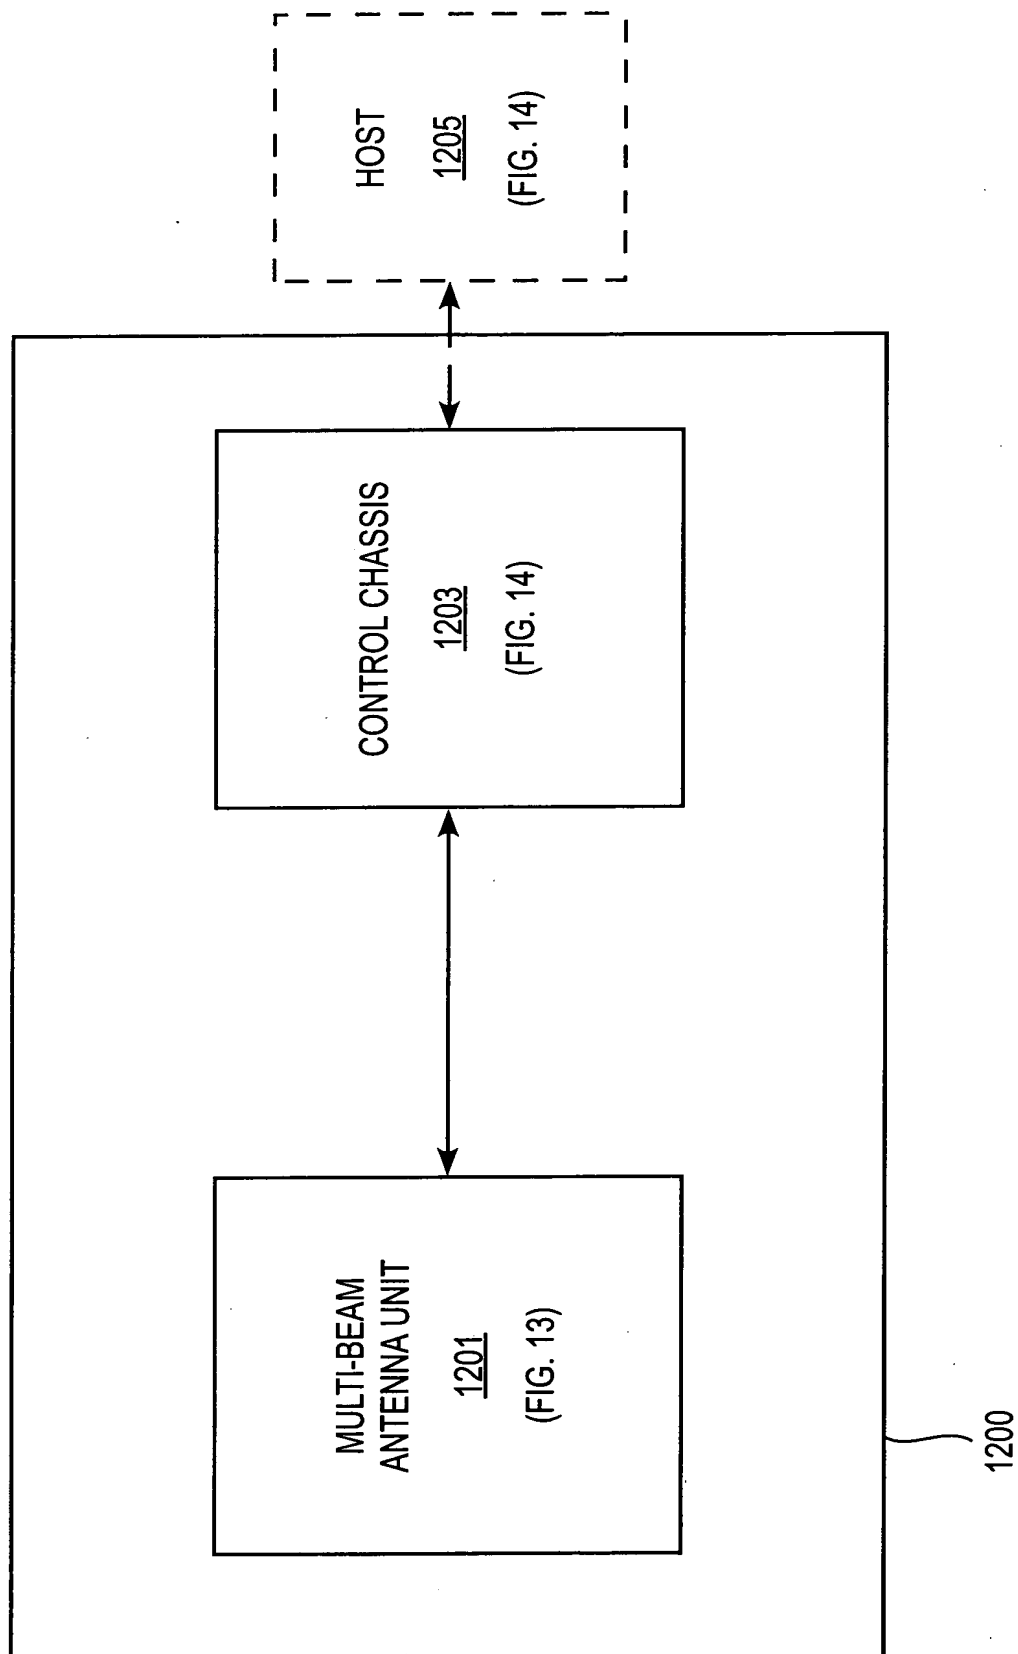 MULTI-BEAM
ANTENNA UNIT
1201
(FIG. 13)
CONTROL CHASSIS
1203
(FIG. 14)
HOST
1205
(FIG. 14)
1200